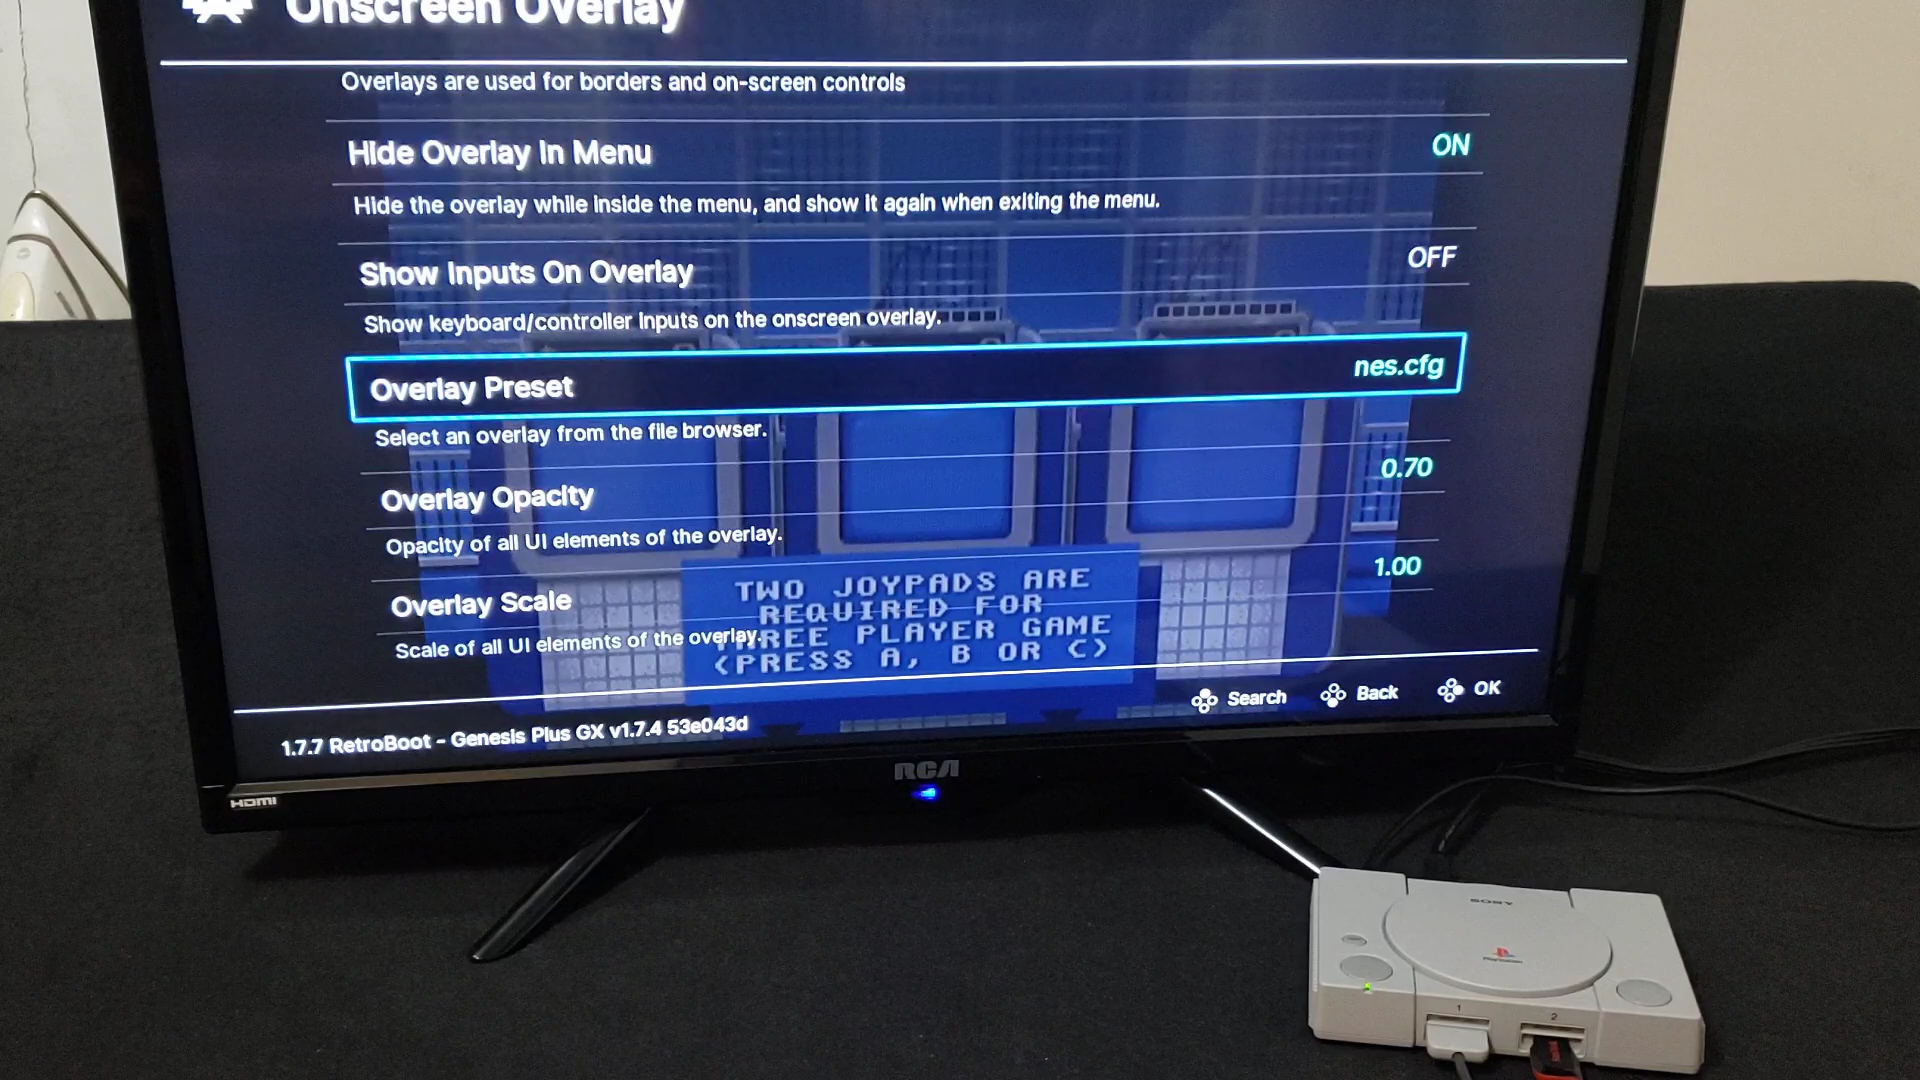 Onscreen Overlay
Overlays are used for borders and on-screen controls
Hide Overlay In Menu ON
Hide the overlay while inside the menu, and show it again when exiting the menu.
Show Inputs On Overlay OFF
Show keyboard/controller inputs on the onscreen overlay.
Overlay Preset nes.cfg
Select an overlay from the file browser.
Overlay Opacity 0.70
Opacity of all UI elements of the overlay.
Overlay Scale 1.00
Scale of all UI elements of the overlay.
TWO JOYPADS ARE
REQUIRED FOR
THREE PLAYER GAME
(PRESS A, B OR C)
Search Back OK
1.7.7 RetroBoot - Genesis Plus GX v1.7.4 53e043d
HDMI
RCA
SONY
PlayStation
1 2
SanDisk